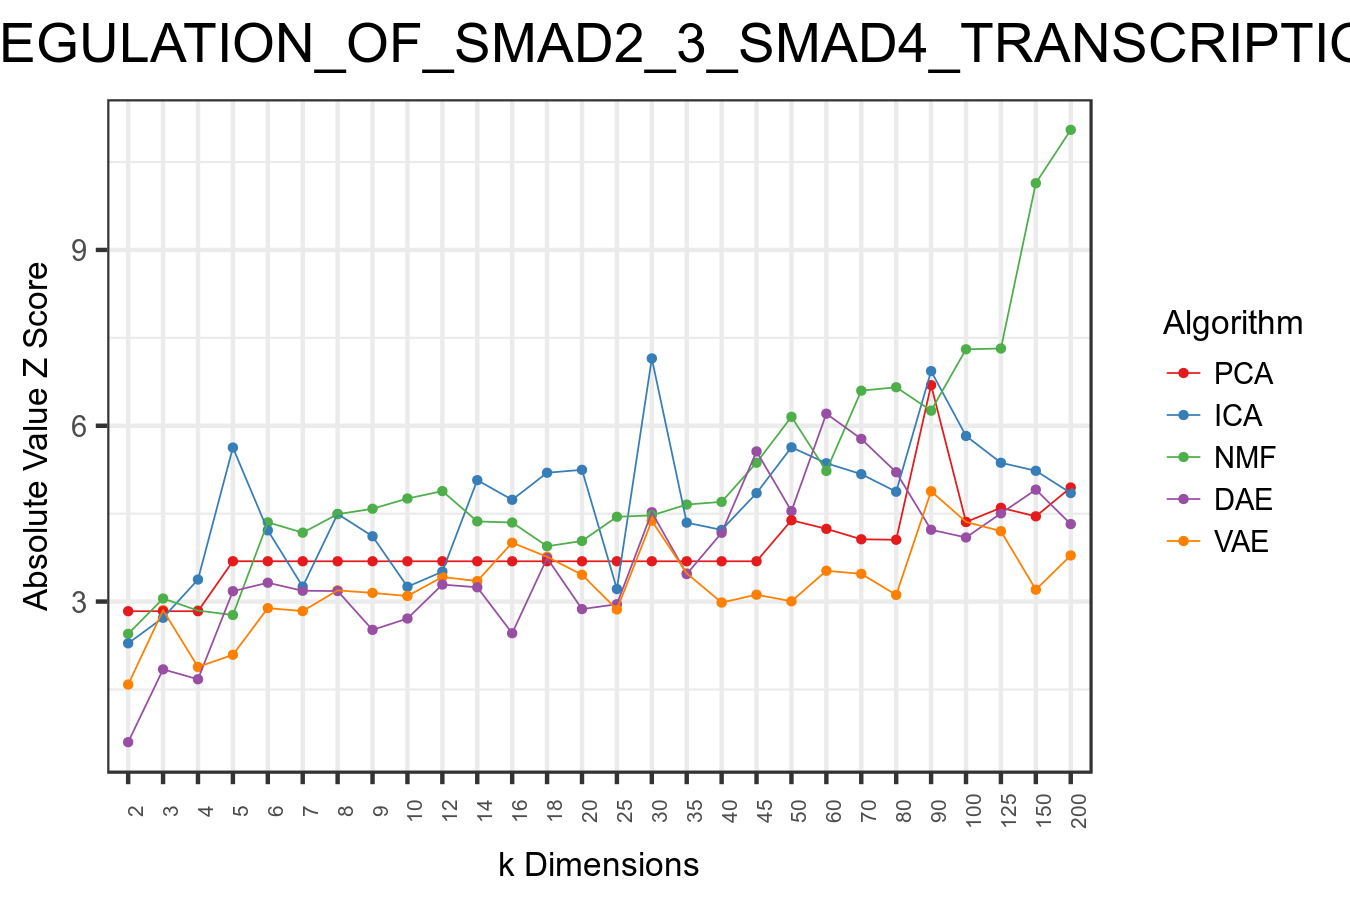 EGULATION_OF_SMAD2_3_SMAD4_TRANSCRIPTIO
Absolute Value Z Score
9
6
3
2 3 4 5 6 7 8 9 10 12 14 16 18 20 25 30 35 40 45 50 60 70 80 90 100 125 150 200
k Dimensions
Algorithm
PCA
ICA
NMF
DAE
VAE